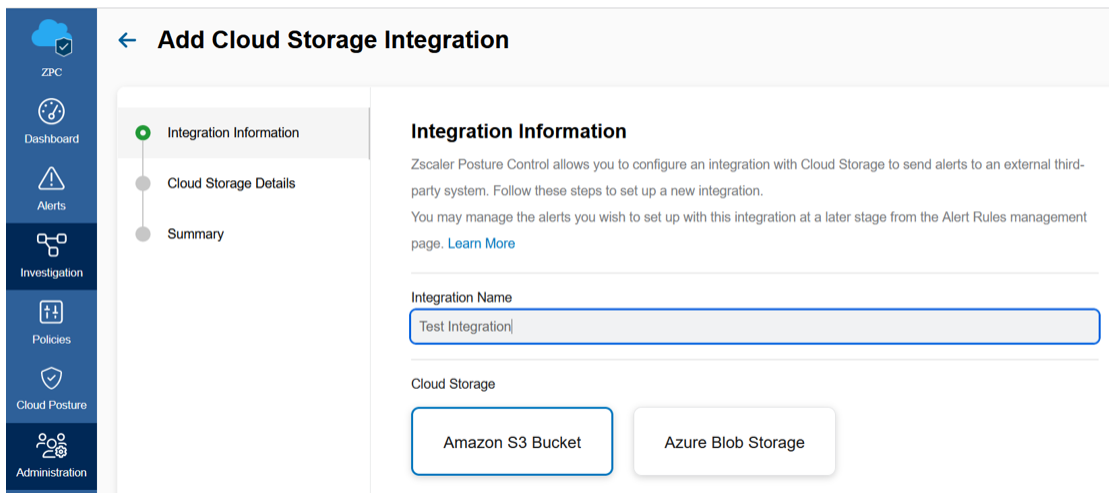 Add Cloud Storage Integration
ZPC
Dashboard
Alerts
Investigation
Policies
Cloud Posture
Administration
Integration Information
Cloud Storage Details
Summary
Integration Information
Zscaler Posture Control allows you to configure an integration with Cloud Storage to send alerts to an external third-
party system. Follow these steps to set up a new integration.
You may manage the alerts you wish to set up with this integration at a later stage from the Alert Rules management
page. Learn More
Integration Name
Test Integration
Cloud Storage
Amazon S3 Bucket
Azure Blob Storage